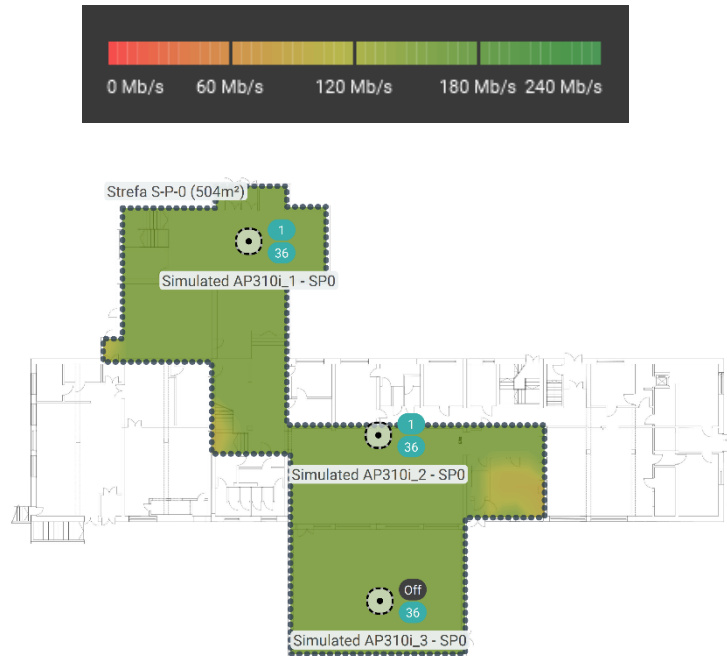 0 Mb/s 60 Mb/s 120 Mb/s 180 Mb/s 240 Mb/s
Strefa S-P-0 (504m²)
1
36
Simulated AP310i_1 - SP0
1
36
Simulated AP310i_2 - SP0
Off
36
Simulated AP310i_3 - SP0